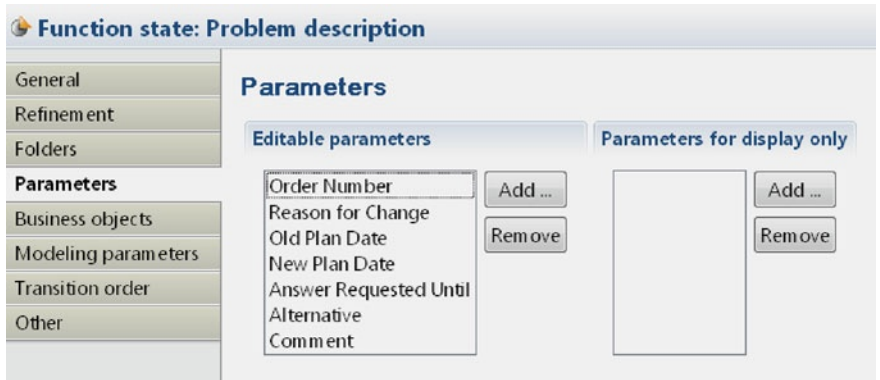 Function state: Problem description
General
Refinement
Folders
Parameters
Business objects
Modeling parameters
Transition order
Other
Parameters
Editable parameters
Parameters for display only
Order Number
Reason for Change
Old Plan Date
New Plan Date
Answer Requested Until
Alternative
Comment
Add ...
Remove
Add ...
Remove